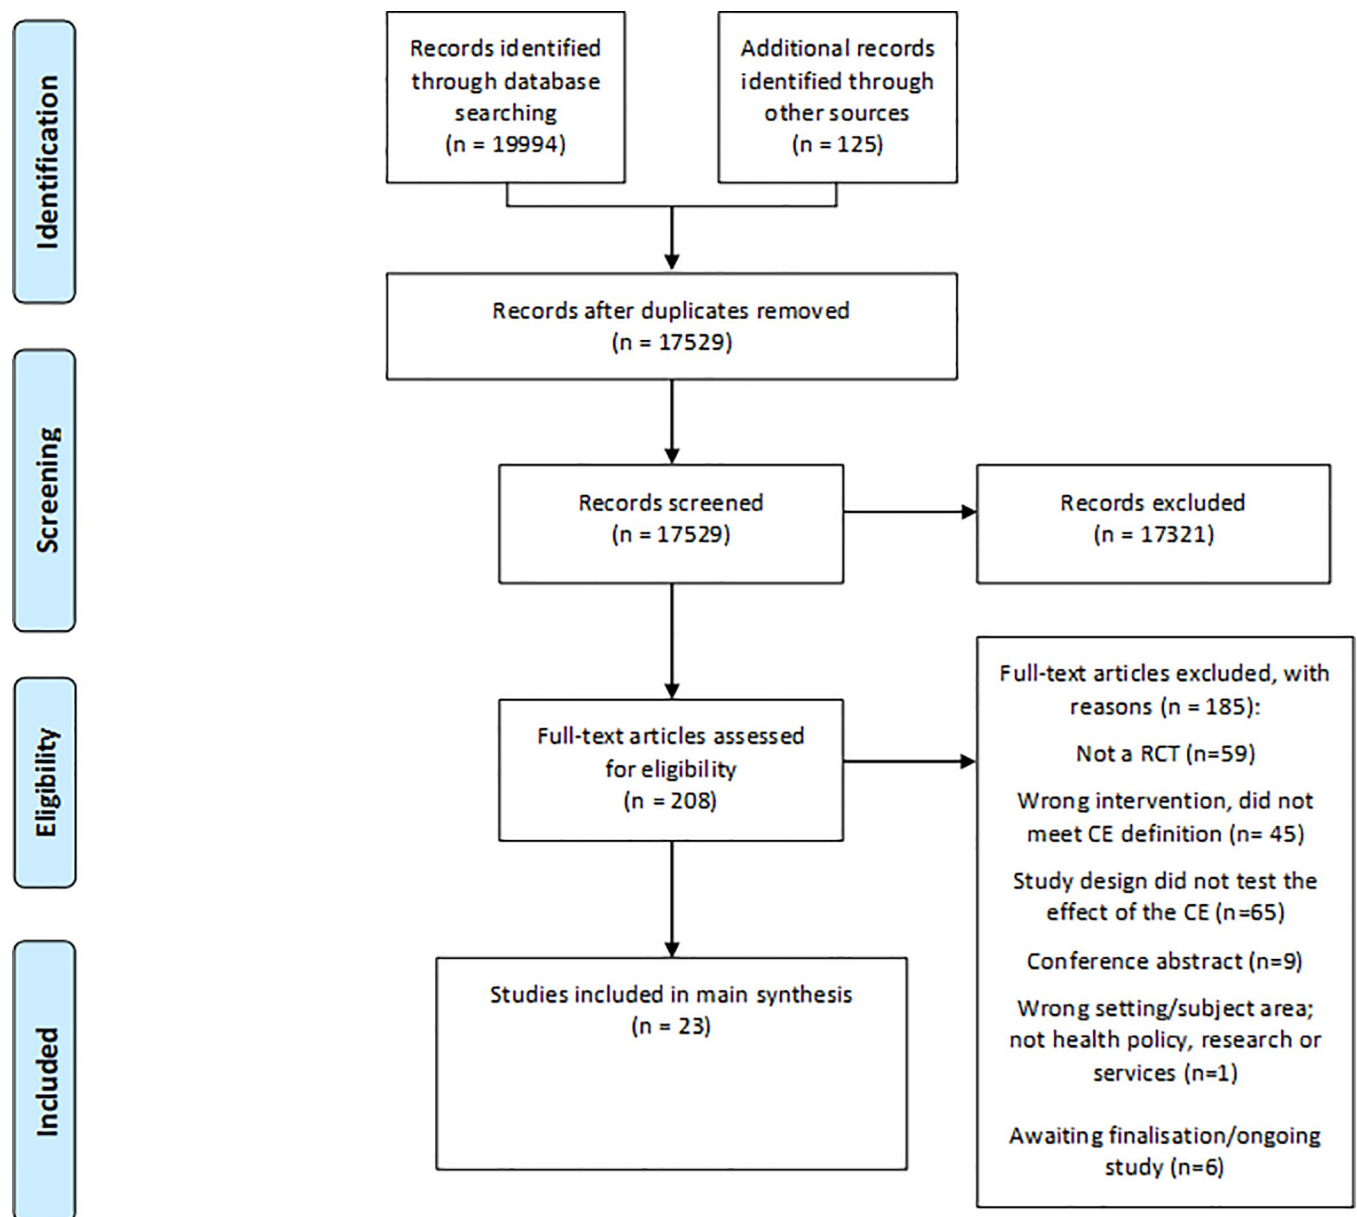 Identification
Records identified
through database
searching
(n = 19994)
Additional records
identified through
other sources
(n = 125)
Records after duplicates removed
(n = 17529)
Screening
Records screened
(n = 17529)
Records excluded
(n = 17321)
Eligibility
Full-text articles assessed
for eligibility
(n = 208)
Full-text articles excluded, with
reasons (n = 185):
Not a RCT (n=59)
Wrong intervention, did not
meet CE definition (n= 45)
Study design did not test the
effect of the CE (n=65)
Conference abstract (n=9)
Wrong setting/subject area;
not health policy, research or
services (n=1)
Awaiting finalisation/ongoing
study (n=6)
Included
Studies included in main synthesis
(n = 23)